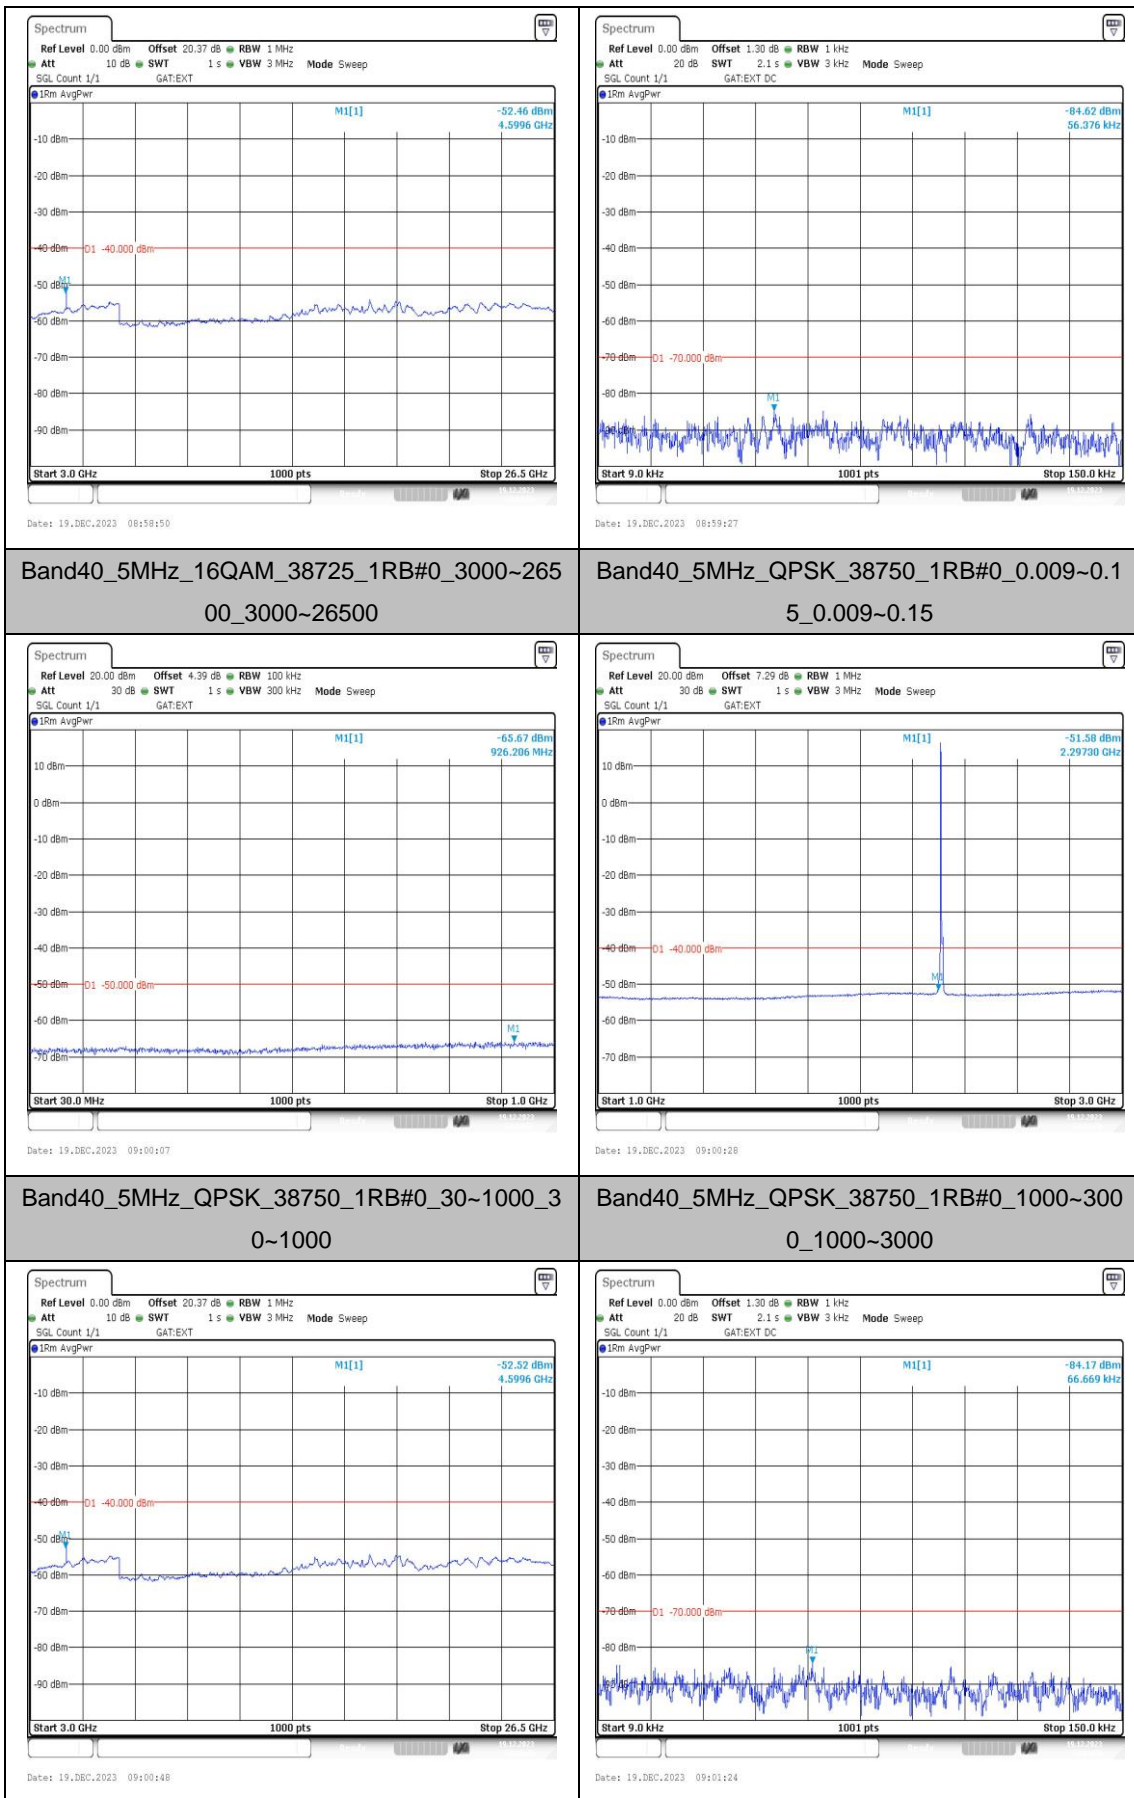 Spectrum
Ref Level 0.00 dBm Offset 20.37 dB RBW 1 MHz
Att 10 dB SWT 1 s VBW 3 MHz Mode Sweep
SGL Count 1/1 GAT:EXT
1Rm AvgPwr
M1[1] -52.46 dBm
4.5996 GHz
-10 dBm
-20 dBm
-30 dBm
-40 dBm D1 -40.000 dBm
M1
-50 dBm
-60 dBm
-70 dBm
-80 dBm
-90 dBm
Start 3.0 GHz 1000 pts Stop 26.5 GHz
Date: 19.DEC.2023 08:58:50
Spectrum
Ref Level 0.00 dBm Offset 1.30 dB RBW 1 kHz
Att 20 dB SWT 2.1 s VBW 3 kHz Mode Sweep
SGL Count 1/1 GAT:EXT DC
1Rm AvgPwr
M1[1] -84.62 dBm
56.376 kHz
-10 dBm
-20 dBm
-30 dBm
-40 dBm
-50 dBm
-60 dBm
-70 dBm D1 -70.000 dBm
-80 dBm
M1
-90 dBm
Start 9.0 kHz 1001 pts Stop 150.0 kHz
Date: 19.DEC.2023 08:59:27
Band40_5MHz_16QAM_38725_1RB#0_3000~265
00_3000~26500
Band40_5MHz_QPSK_38750_1RB#0_0.009~0.1
5_0.009~0.15
Spectrum
Ref Level 20.00 dBm Offset 4.39 dB RBW 100 kHz
Att 30 dB SWT 1 s VBW 300 kHz Mode Sweep
SGL Count 1/1 GAT:EXT
1Rm AvgPwr
M1[1] -65.67 dBm
926.206 MHz
10 dBm
0 dBm
-10 dBm
-20 dBm
-30 dBm
-40 dBm
-50 dBm D1 -50.000 dBm
-60 dBm
M1
-70 dBm
Start 30.0 MHz 1000 pts Stop 1.0 GHz
Date: 19.DEC.2023 09:00:07
Spectrum
Ref Level 20.00 dBm Offset 7.29 dB RBW 1 MHz
Att 30 dB SWT 1 s VBW 3 MHz Mode Sweep
SGL Count 1/1 GAT:EXT
1Rm AvgPwr
M1[1] -51.58 dBm
2.29730 GHz
10 dBm
0 dBm
-10 dBm
-20 dBm
-30 dBm
-40 dBm D1 -40.000 dBm
M1
-50 dBm
-60 dBm
-70 dBm
Start 1.0 GHz 1000 pts Stop 3.0 GHz
Date: 19.DEC.2023 09:00:28
Band40_5MHz_QPSK_38750_1RB#0_30~1000_3
0~1000
Band40_5MHz_QPSK_38750_1RB#0_1000~300
0_1000~3000
Spectrum
Ref Level 0.00 dBm Offset 20.37 dB RBW 1 MHz
Att 10 dB SWT 1 s VBW 3 MHz Mode Sweep
SGL Count 1/1 GAT:EXT
1Rm AvgPwr
M1[1] -52.52 dBm
4.5996 GHz
-10 dBm
-20 dBm
-30 dBm
-40 dBm D1 -40.000 dBm
-50 dBm
M1
-60 dBm
-70 dBm
-80 dBm
-90 dBm
Start 3.0 GHz 1000 pts Stop 26.5 GHz
Date: 19.DEC.2023 09:00:48
Spectrum
Ref Level 0.00 dBm Offset 1.30 dB RBW 1 kHz
Att 20 dB SWT 2.1 s VBW 3 kHz Mode Sweep
SGL Count 1/1 GAT:EXT DC
1Rm AvgPwr
M1[1] -84.17 dBm
66.669 kHz
-10 dBm
-20 dBm
-30 dBm
-40 dBm
-50 dBm
-60 dBm
-70 dBm D1 -70.000 dBm
-80 dBm
M1
-90 dBm
Start 9.0 kHz 1001 pts Stop 150.0 kHz
Date: 19.DEC.2023 09:01:24